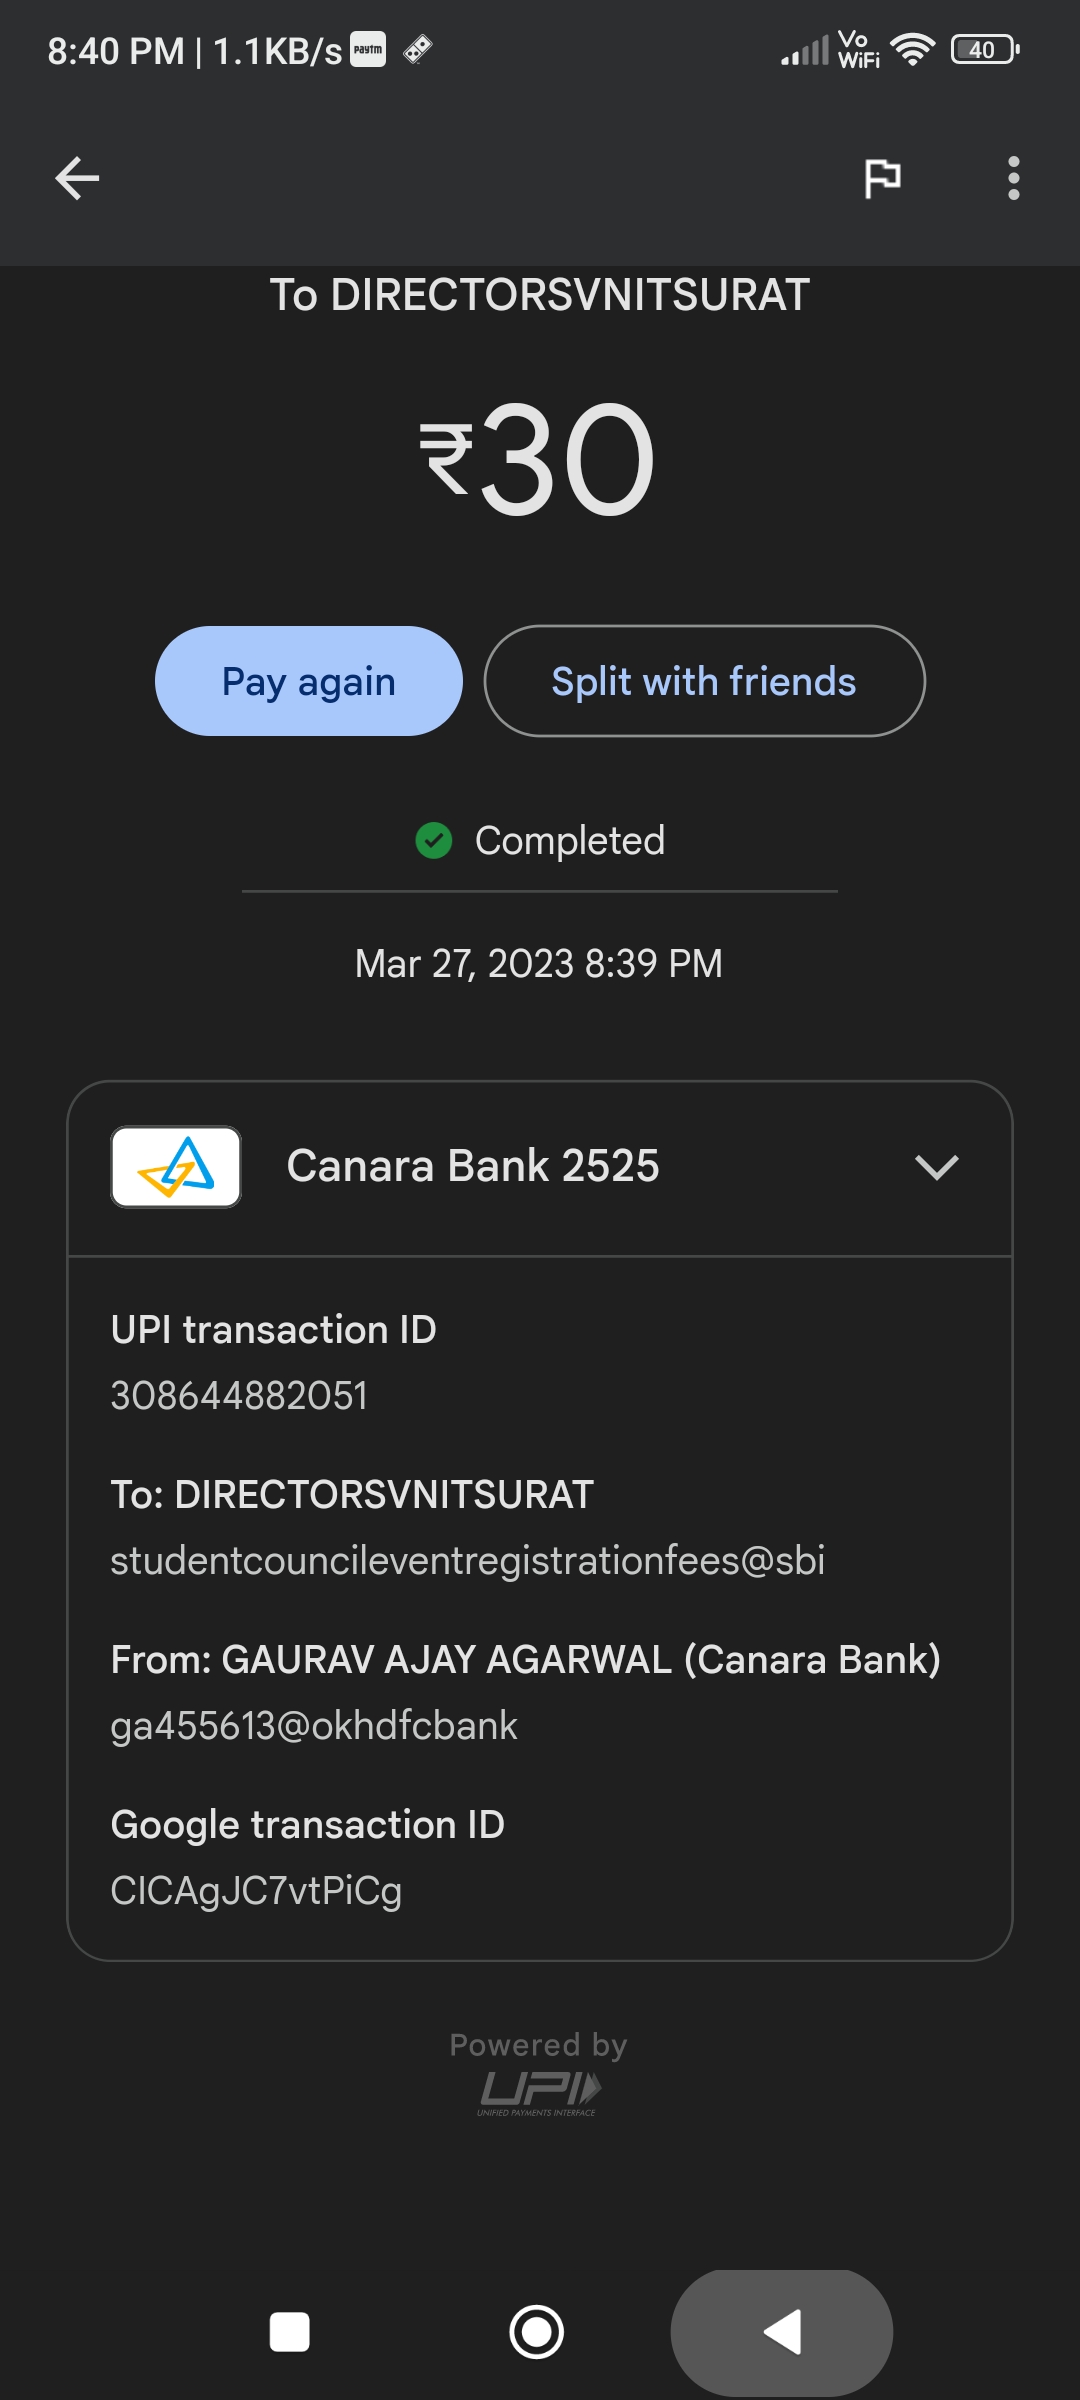 8:40 PM | 1.1KB/s paytm Vo WiFi 40
To DIRECTORSVNITSURAT
₹30
Pay again Split with friends
Completed
Mar 27, 2023 8:39 PM
Canara Bank 2525
UPI transaction ID
308644882051
To: DIRECTORSVNITSURAT
studentcouncileventregistrationfees@sbi
From: GAURAV AJAY AGARWAL (Canara Bank)
ga455613@okhdfcbank
Google transaction ID
CICAgJC7vtPiCg
Powered by
UPI
UNIFIED PAYMENTS INTERFACE